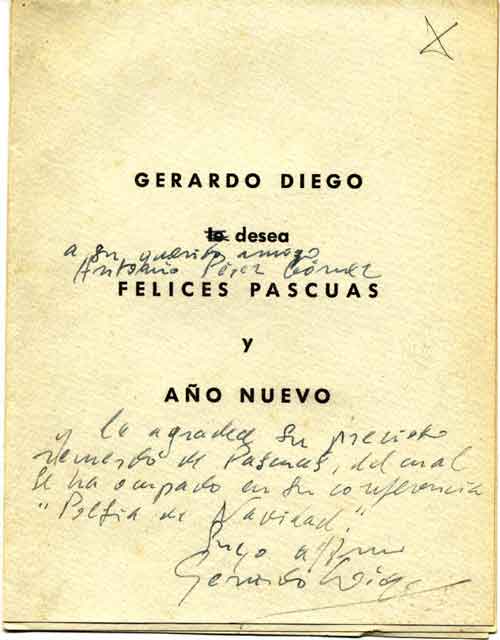 GERARDO DIEGO
le desea
a su querido amigo
Antonio Pérez Gómez
FELICES PASCUAS
y
AÑO NUEVO
y le agradece su precioso
recuerdo de Pascuas, del cual
se ha ocupado en su conferencia
"Poesía de Navidad".
Suyo affmo
Gerardo Diego